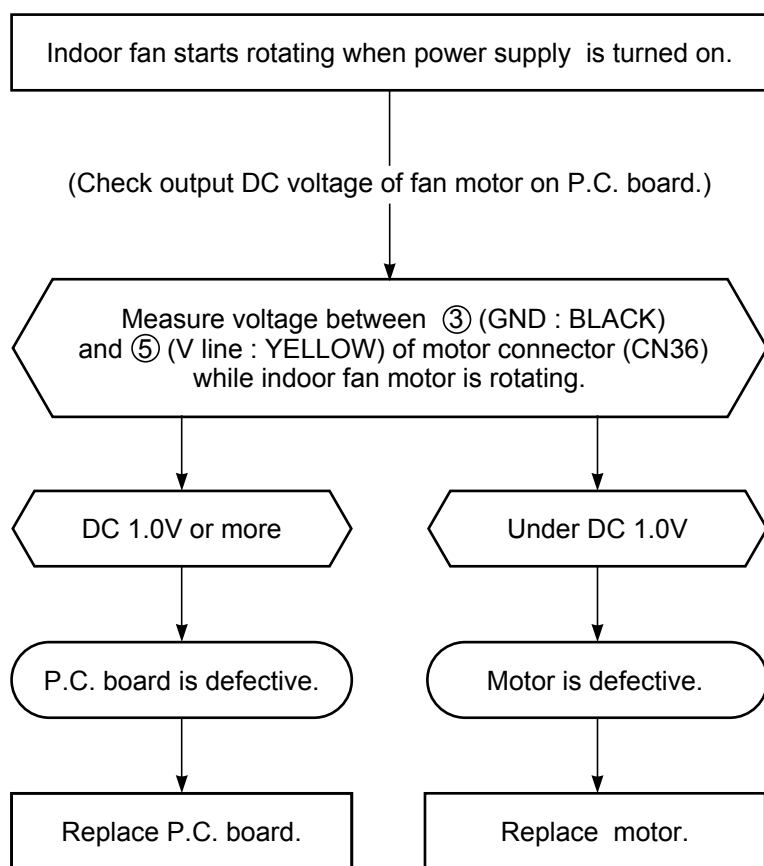 Indoor fan starts rotating when power supply is turned on.
(Check output DC voltage of fan motor on P.C. board.)
Measure voltage between ③ (GND : BLACK)
and ⑤ (V line : YELLOW) of motor connector (CN36)
while indoor fan motor is rotating.
DC 1.0V or more
Under DC 1.0V
P.C. board is defective.
Motor is defective.
Replace P.C. board.
Replace motor.